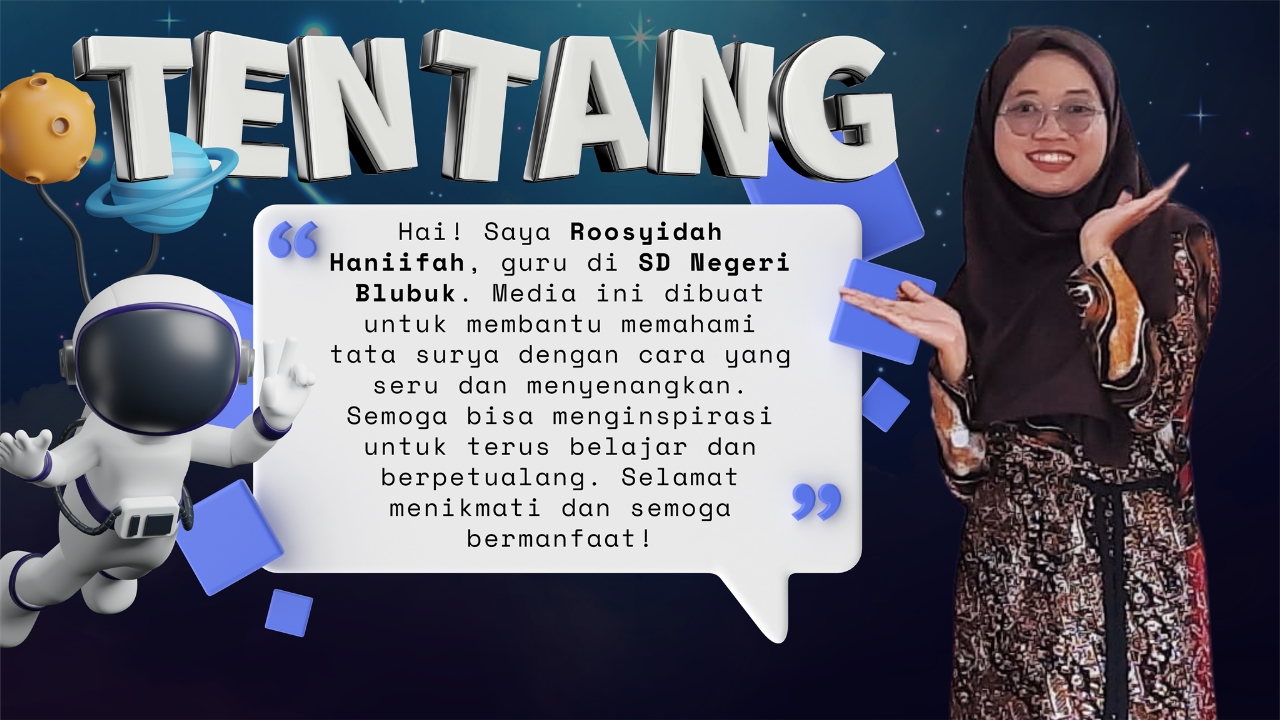 TENTANG
“ Hai! Saya Roosyidah
Haniifah, guru di SD Negeri
Blubuk. Media ini dibuat
untuk membantu memahami
tata surya dengan cara yang
seru dan menyenangkan.
Semoga bisa menginspirasi
untuk terus belajar dan
berpetualang. Selamat
menikmati dan semoga ”
bermanfaat!